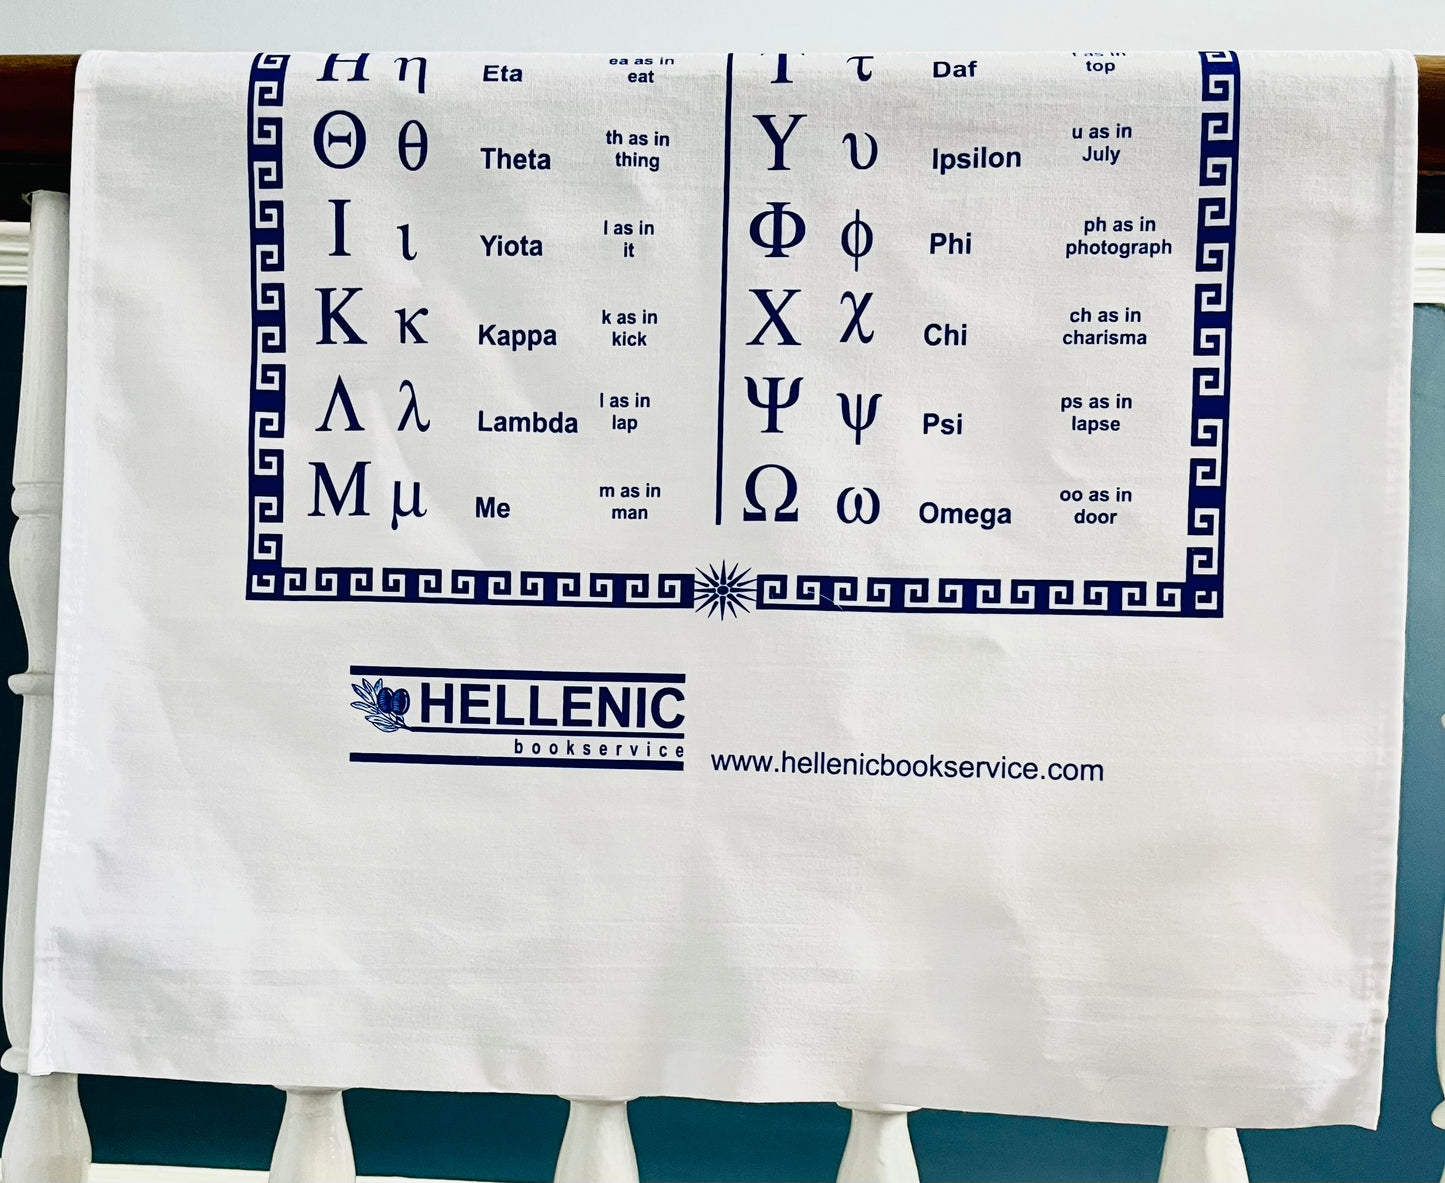 Η η Eta ea as in eat
Θ θ Theta th as in thing
Ι ι Yiota I as in it
Κ κ Kappa k as in kick
Λ λ Lambda l as in lap
Μ μ Me m as in man
Τ τ Daf t as in top
Υ υ Ipsilon u as in July
Φ φ Phi ph as in photograph
Χ χ Chi ch as in charisma
Ψ ψ Psi ps as in lapse
Ω ω Omega oo as in door
HELLENIC
bookservice
www.hellenicbookservice.com